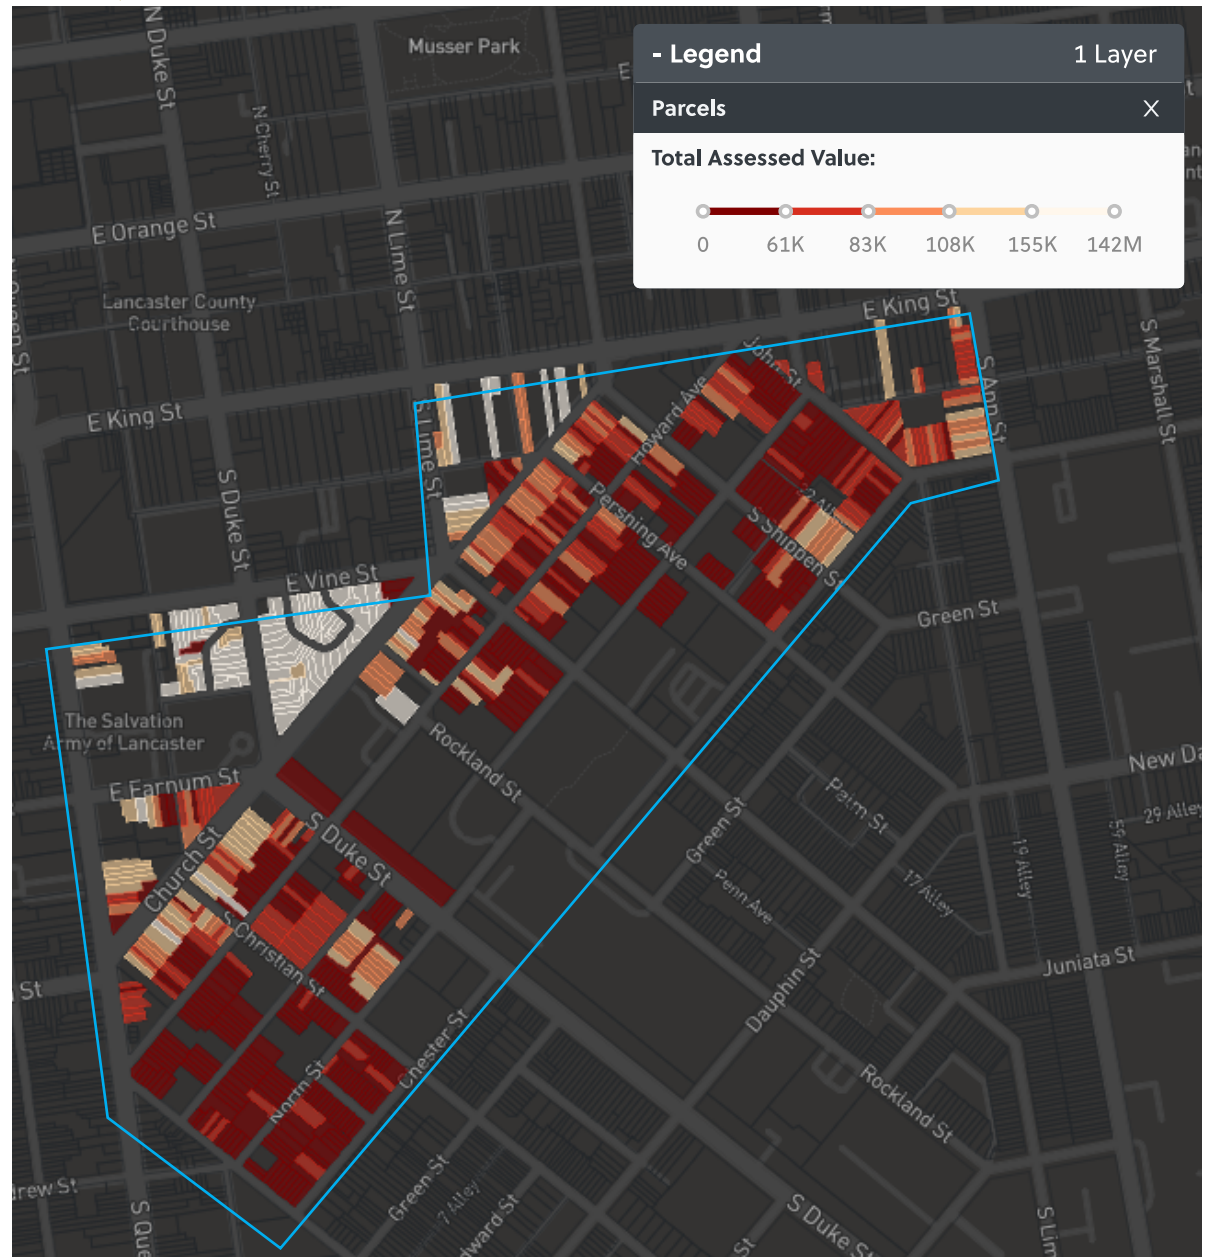 - Legend
1 Layer
Parcels
X
Total Assessed Value:
0
61K
83K
108K
155K
142M
Musser Park
N Duke St
N Cherry St
E Orange St
N Lime St
Lancaster County
Courthouse
E King St
E King St
S Marshall St
S Ann St
John St
Howard Ave
S Lime St
S Duke St
Pershing Ave
S Shippen St
E Vine St
Green St
The Salvation
Army of Lancaster
Rockland St
E Farnum St
New Da
Palm St
29 Alley
59 Alley
S Duke St
Green St
Church St
19 Alley
17 Alley
Penn Ave
S Christian St
Juniata St
St
Dauphin St
Chester St
North St
Rockland St
Green St
7 Alley
S Que
S Duke St
S Lim
St